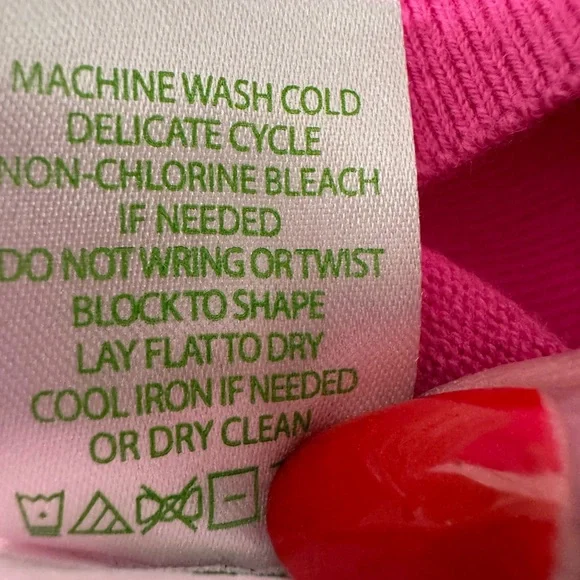 MACHINE WASH COLD
DELICATE CYCLE
NON-CHLORINE BLEACH
IF NEEDED
DO NOT WRING OR TWIST
BLOCK TO SHAPE
LAY FLAT TO DRY
COOL IRON IF NEEDED
OR DRY CLEAN